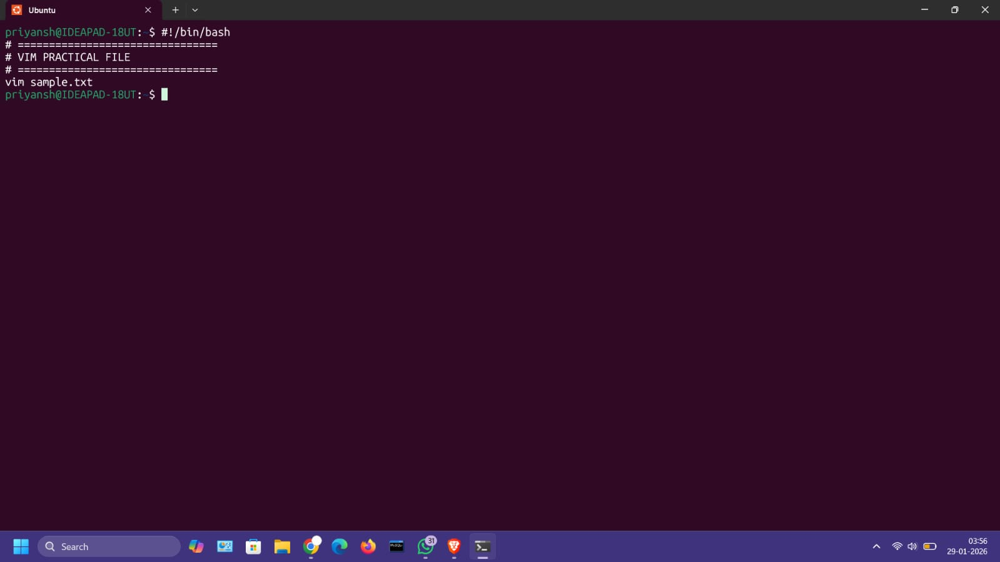 Ubuntu
priyansh@IDEAPAD-18UT:~$ #!/bin/bash
# ================================
# VIM PRACTICAL FILE
# ================================
vim sample.txt
priyansh@IDEAPAD-18UT:~$
Search
MySQL
31
03:56
29-01-2026